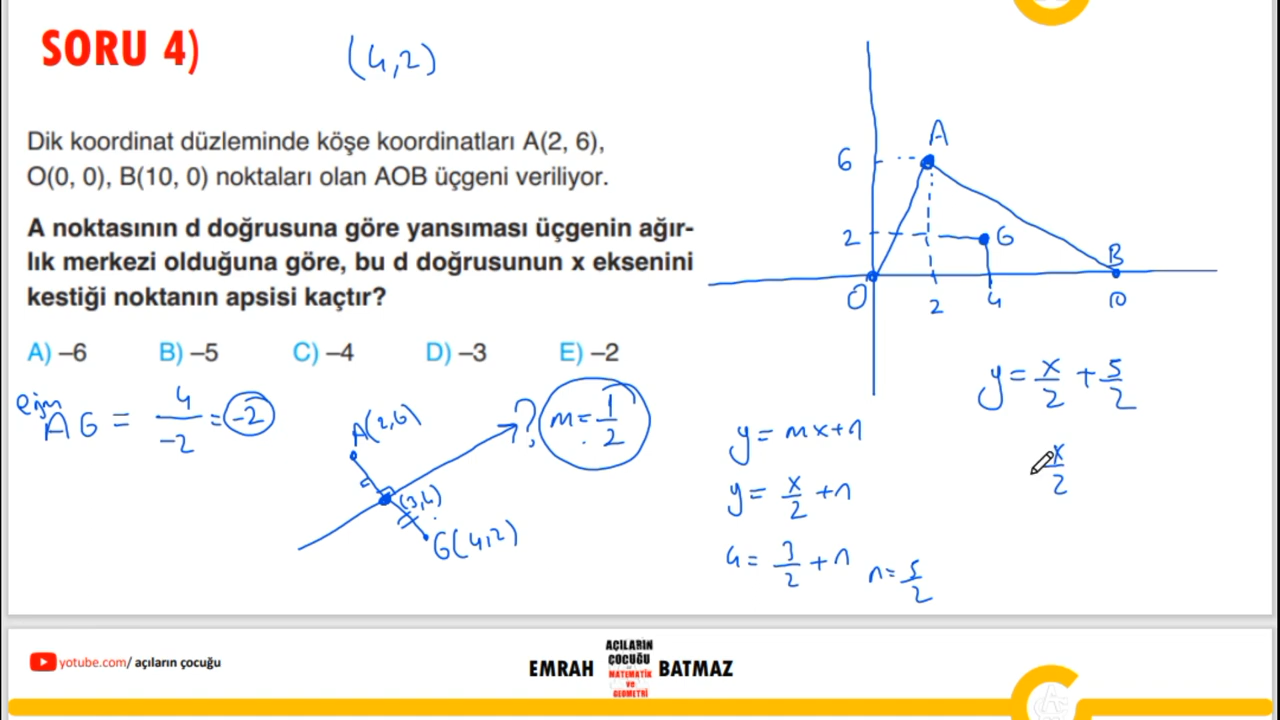 SORU 4)
(4,2)
Dik koordinat düzleminde köşe koordinatları A(2, 6),
O(0, 0), B(10, 0) noktaları olan AOB üçgeni veriliyor.
A noktasının d doğrusuna göre yansıması üçgenin ağır-
lık merkezi olduğuna göre, bu d doğrusunun x eksenini
kestiği noktanın apsisi kaçtır?
A) –6 B) –5 C) –4 D) –3 E) –2
A
6
2
G
B
O
2
4
10
eğim AG = 4/-2 = -2
A(2,6)
(3,4)
G(4,2)
?
m = 1/2
y = mx+n
y = x/2 + n
4 = 3/2 + n
n = 5/2
y = x/2 + 5/2
x/2
yotube.com/ açıların çocuğu
EMRAH
AÇILARIN
ÇOCUĞU
MATEMATİK
ve
GEOMETRİ
BATMAZ